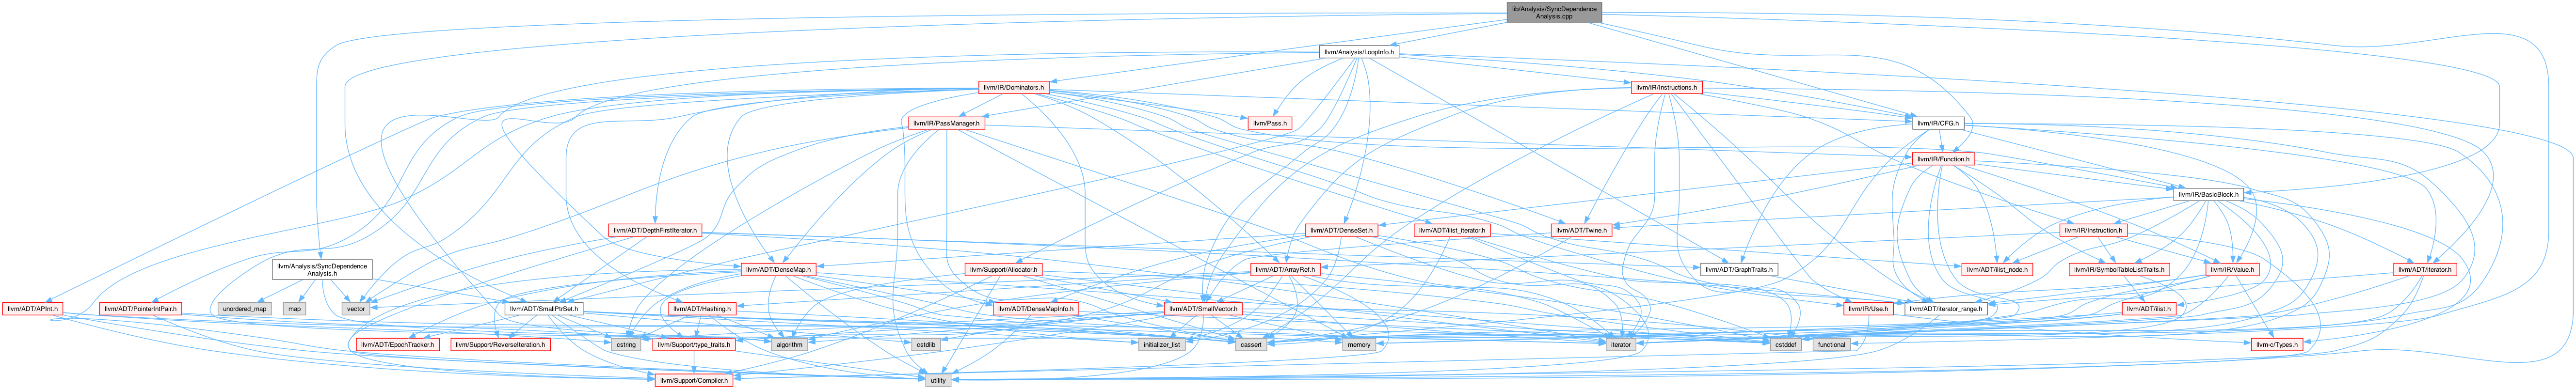 lib/Analysis/SyncDependence
Analysis.cpp
llvm/Analysis/LoopInfo.h
llvm/IR/Dominators.h
llvm/IR/Instructions.h
llvm/IR/PassManager.h
llvm/Pass.h
llvm/IR/CFG.h
llvm/IR/Function.h
llvm/IR/BasicBlock.h
llvm/ADT/DepthFirstIterator.h
llvm/ADT/DenseSet.h
llvm/ADT/ilist_iterator.h
llvm/ADT/Twine.h
llvm/IR/Instruction.h
llvm/Analysis/SyncDependence
Analysis.h
llvm/ADT/DenseMap.h
llvm/Support/Allocator.h
llvm/ADT/ArrayRef.h
llvm/ADT/GraphTraits.h
llvm/ADT/ilist_node.h
llvm/IR/SymbolTableListTraits.h
llvm/IR/Value.h
llvm/ADT/iterator.h
llvm/ADT/APInt.h
llvm/ADT/PointerIntPair.h
unordered_map
map
vector
llvm/ADT/SmallPtrSet.h
llvm/ADT/Hashing.h
llvm/ADT/DenseMapInfo.h
llvm/ADT/SmallVector.h
llvm/IR/Use.h
llvm/ADT/iterator_range.h
llvm/ADT/ilist.h
llvm/ADT/EpochTracker.h
llvm/Support/ReverseIteration.h
cstring
llvm/Support/type_traits.h
algorithm
cstdlib
initializer_list
cassert
memory
iterator
cstddef
functional
llvm-c/Types.h
llvm/Support/Compiler.h
utility